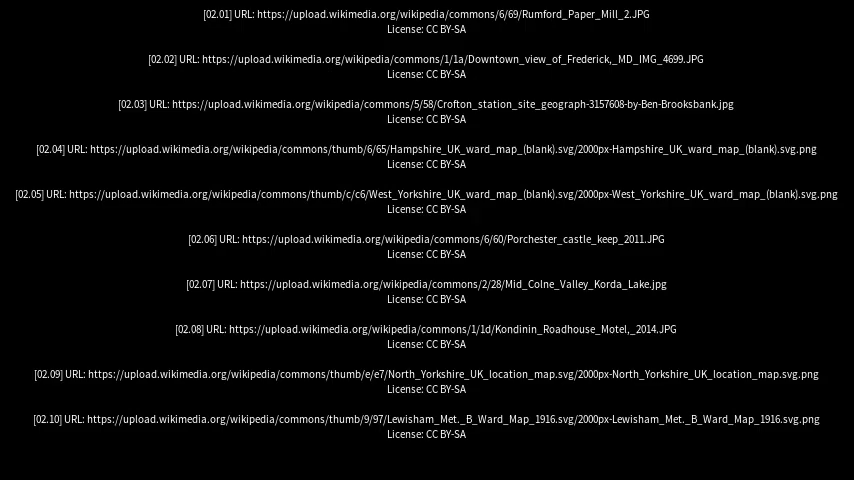 [02.01] URL: https://upload.wikimedia.org/wikipedia/commons/6/69/Rumford_Paper_Mill_2.JPG
License: CC BY-SA
[02.02] URL: https://upload.wikimedia.org/wikipedia/commons/1/1a/Downtown_view_of_Frederick,_MD_IMG_4699.JPG
License: CC BY-SA
[02.03] URL: https://upload.wikimedia.org/wikipedia/commons/5/58/Crofton_station_site_geograph-3157608-by-Ben-Brooksbank.jpg
License: CC BY-SA
[02.04] URL: https://upload.wikimedia.org/wikipedia/commons/thumb/6/65/Hampshire_UK_ward_map_(blank).svg/2000px-Hampshire_UK_ward_map_(blank).svg.png
License: CC BY-SA
[02.05] URL: https://upload.wikimedia.org/wikipedia/commons/thumb/c/c6/West_Yorkshire_UK_ward_map_(blank).svg/2000px-West_Yorkshire_UK_ward_map_(blank).svg.png
License: CC BY-SA
[02.06] URL: https://upload.wikimedia.org/wikipedia/commons/6/60/Porchester_castle_keep_2011.JPG
License: CC BY-SA
[02.07] URL: https://upload.wikimedia.org/wikipedia/commons/2/28/Mid_Colne_Valley_Korda_Lake.jpg
License: CC BY-SA
[02.08] URL: https://upload.wikimedia.org/wikipedia/commons/1/1d/Kondinin_Roadhouse_Motel,_2014.JPG
License: CC BY-SA
[02.09] URL: https://upload.wikimedia.org/wikipedia/commons/thumb/e/e7/North_Yorkshire_UK_location_map.svg/2000px-North_Yorkshire_UK_location_map.svg.png
License: CC BY-SA
[02.10] URL: https://upload.wikimedia.org/wikipedia/commons/thumb/9/97/Lewisham_Met._B_Ward_Map_1916.svg/2000px-Lewisham_Met._B_Ward_Map_1916.svg.png
License: CC BY-SA